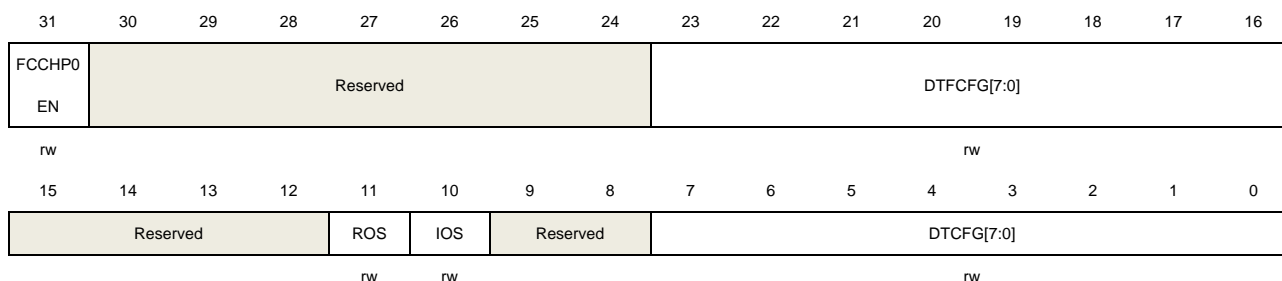 31 30 29 28 27 26 25 24 23 22 21 20 19 18 17 16
FCCHP0
EN
Reserved
DTFCFG[7:0]
rw rw
15 14 13 12 11 10 9 8 7 6 5 4 3 2 1 0
Reserved ROS IOS Reserved DTCFG[7:0]
rw rw rw